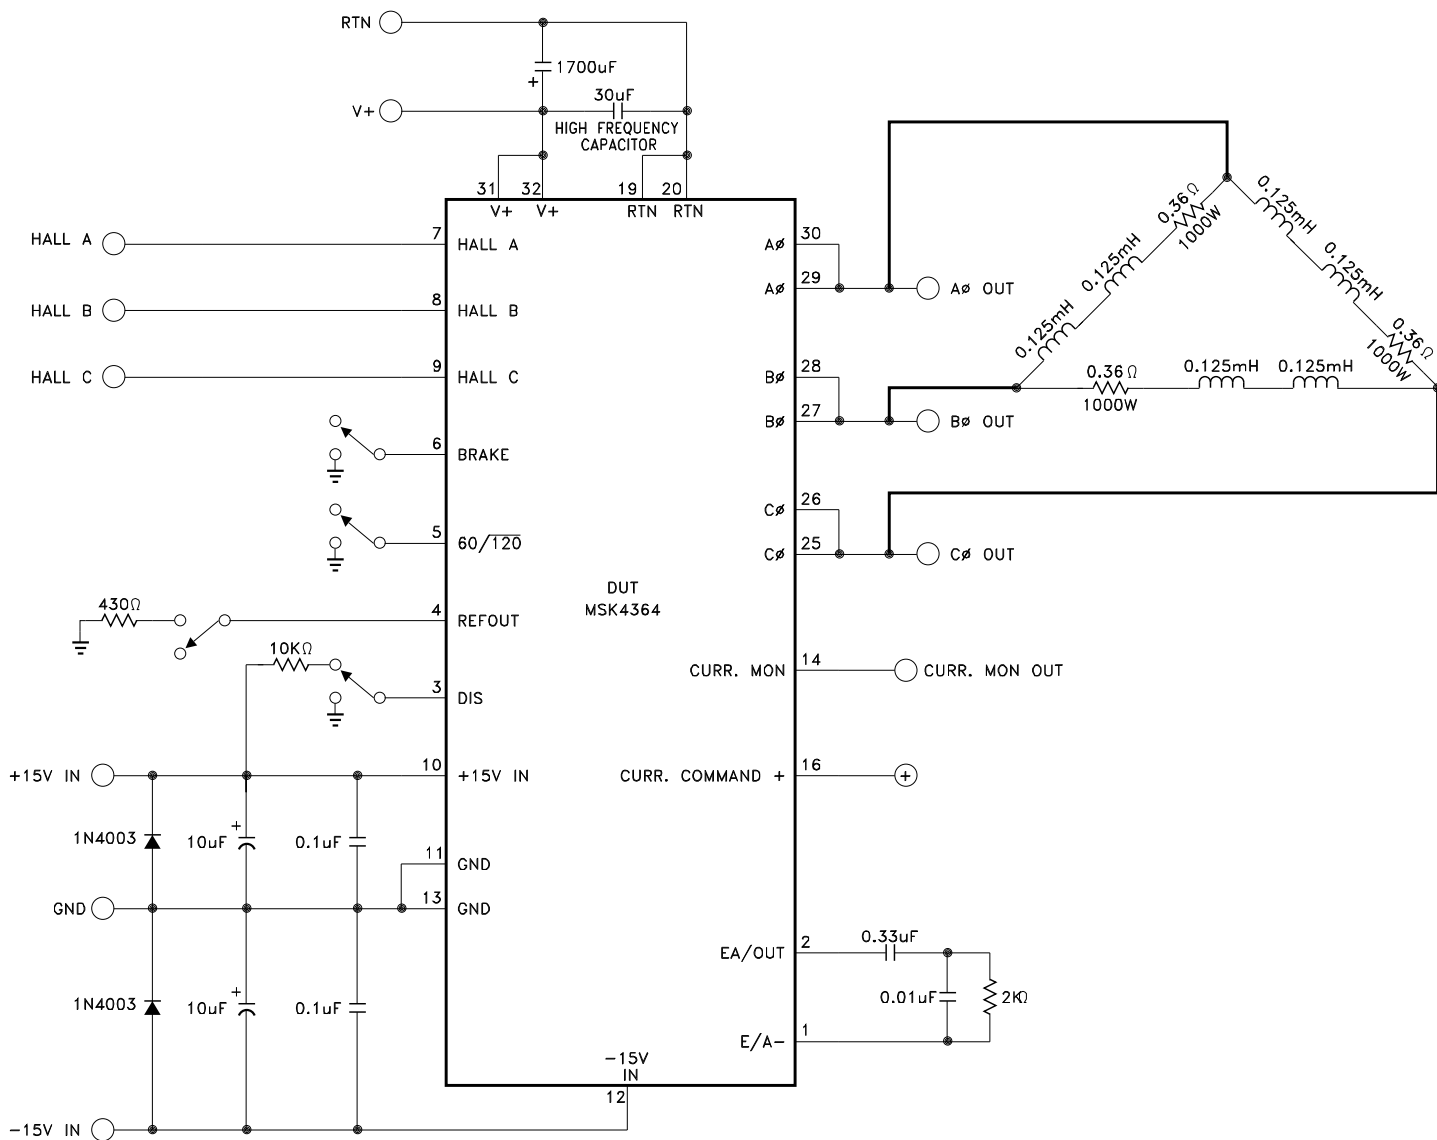 RTN
1700uF
+
V+
30uF
HIGH FREQUENCY
CAPACITOR
31
32
19
20
V+
V+
RTN
RTN
HALL A
7
HALL A
HALL B
8
HALL B
HALL C
9
HALL C
6
BRAKE
5
60/120
430Ω
4
REFOUT
10KΩ
3
DIS
+15V IN
10
+15V IN
1N4003
+
10uF
0.1uF
11
GND
GND
13
GND
1N4003
+
10uF
0.1uF
-15V IN
-15V
IN
12
DUT
MSK4364
30
AØ
29
AØ
AØ OUT
28
BØ
27
BØ
BØ OUT
26
CØ
25
CØ
CØ OUT
CURR. MON
14
CURR. MON OUT
CURR. COMMAND +
16
+
EA/OUT
2
0.33uF
0.01uF
2KΩ
E/A-
1
0.36Ω
1000W
0.125mH
0.125mH
0.125mH
0.125mH
0.36Ω
1000W
0.36Ω
1000W
0.125mH
0.125mH